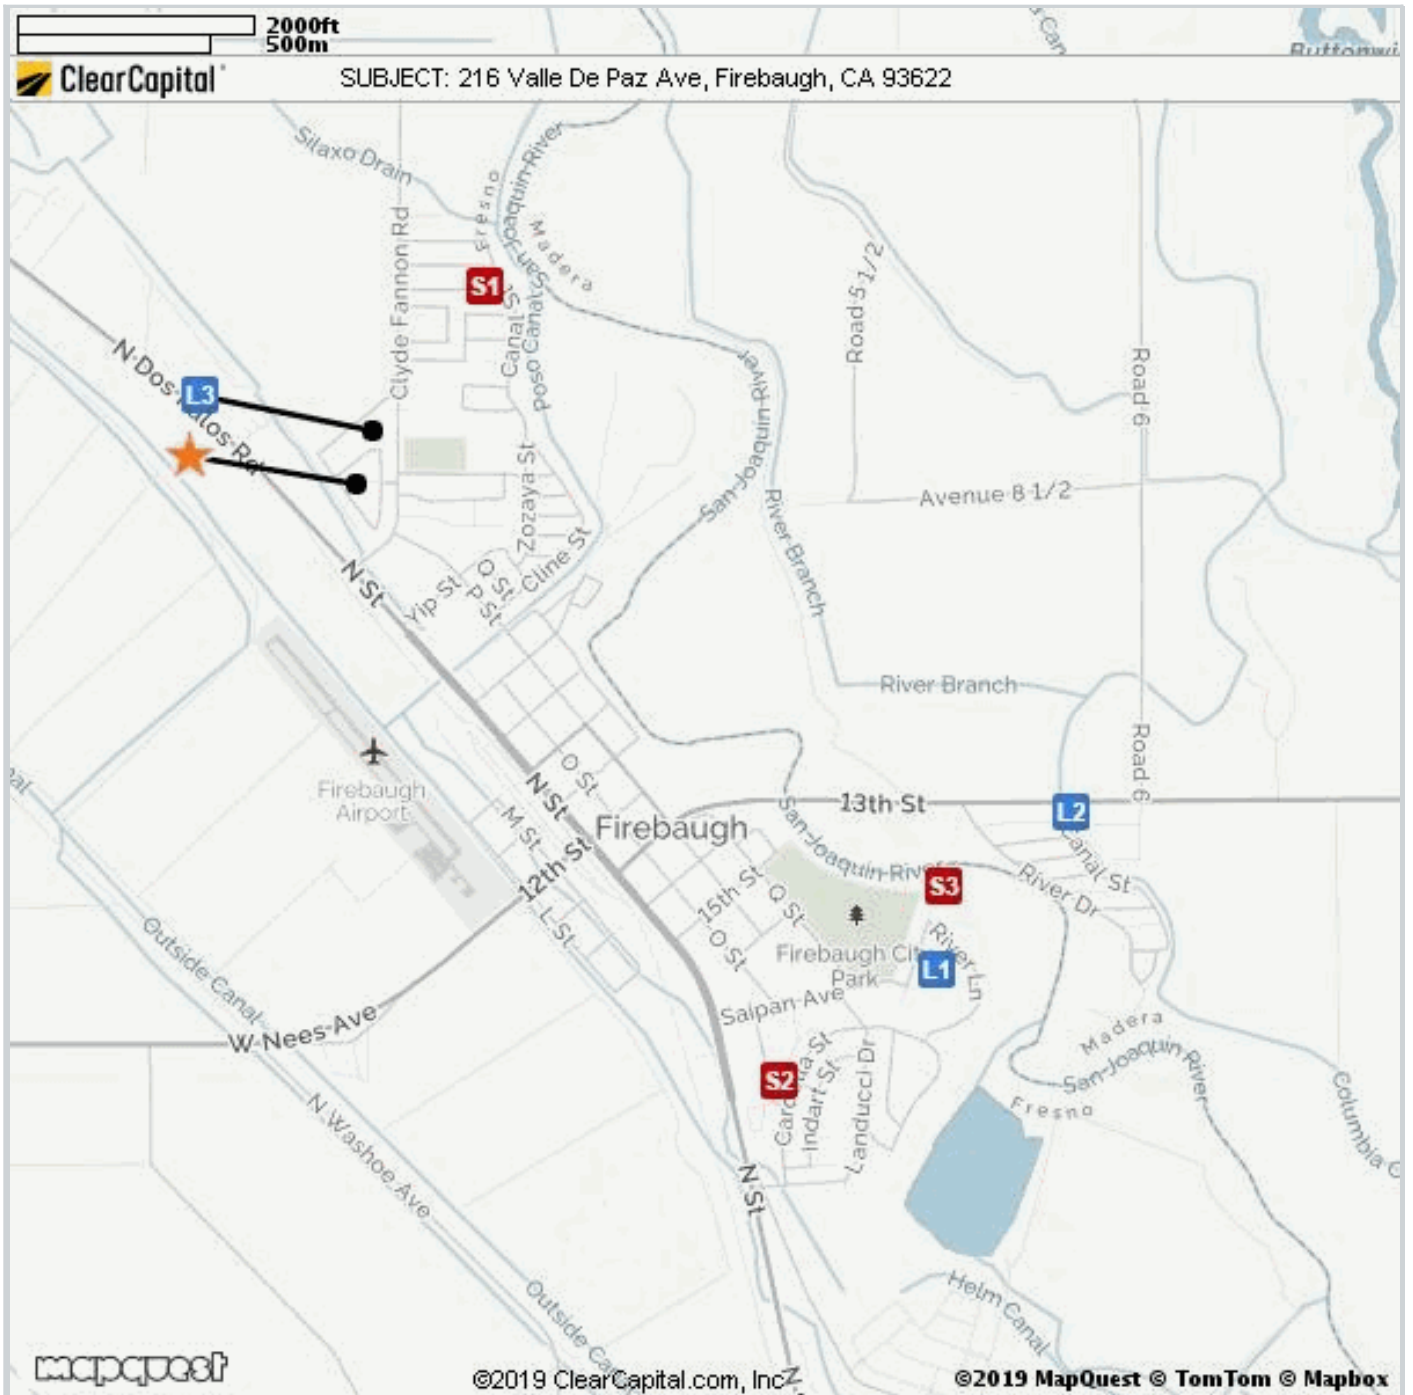 2000ft
500m
ClearCapital
SUBJECT: 216 Valle De Paz Ave, Firebaugh, CA 93622
Silaxo Drain
Fresno
San Joaquin River
Madera
Clyde Fannon Rd
S1
Canal St
Poso Canal
Road 5 1/2
Road 6
N Dos Palos Rd
L3
San-Joaquin River
San-Joaquin River
River Branch
Avenue 8 1/2
Zozaya St
Cline St
Q St
P St
Yip St
N St
River Branch
Road 6
Firebaugh
Airport
O St
N St
M St
13th St
L2
Firebaugh
12th St
San-Joaquin River
Canal St
S3
River Dr
15th St
Q St
L St
O St
River Ln
Firebaugh City
Park
L1
Outside Canal
Saipan Ave
W Nees Ave
Madera
San-Joaquin River
S2
Indart St
Landucci Dr
Fresno
N Washoe Ave
N St
Helm Canal
Outside
mapquest
©2019 ClearCapital.com, Inc
©2019 MapQuest © TomTom © Mapbox